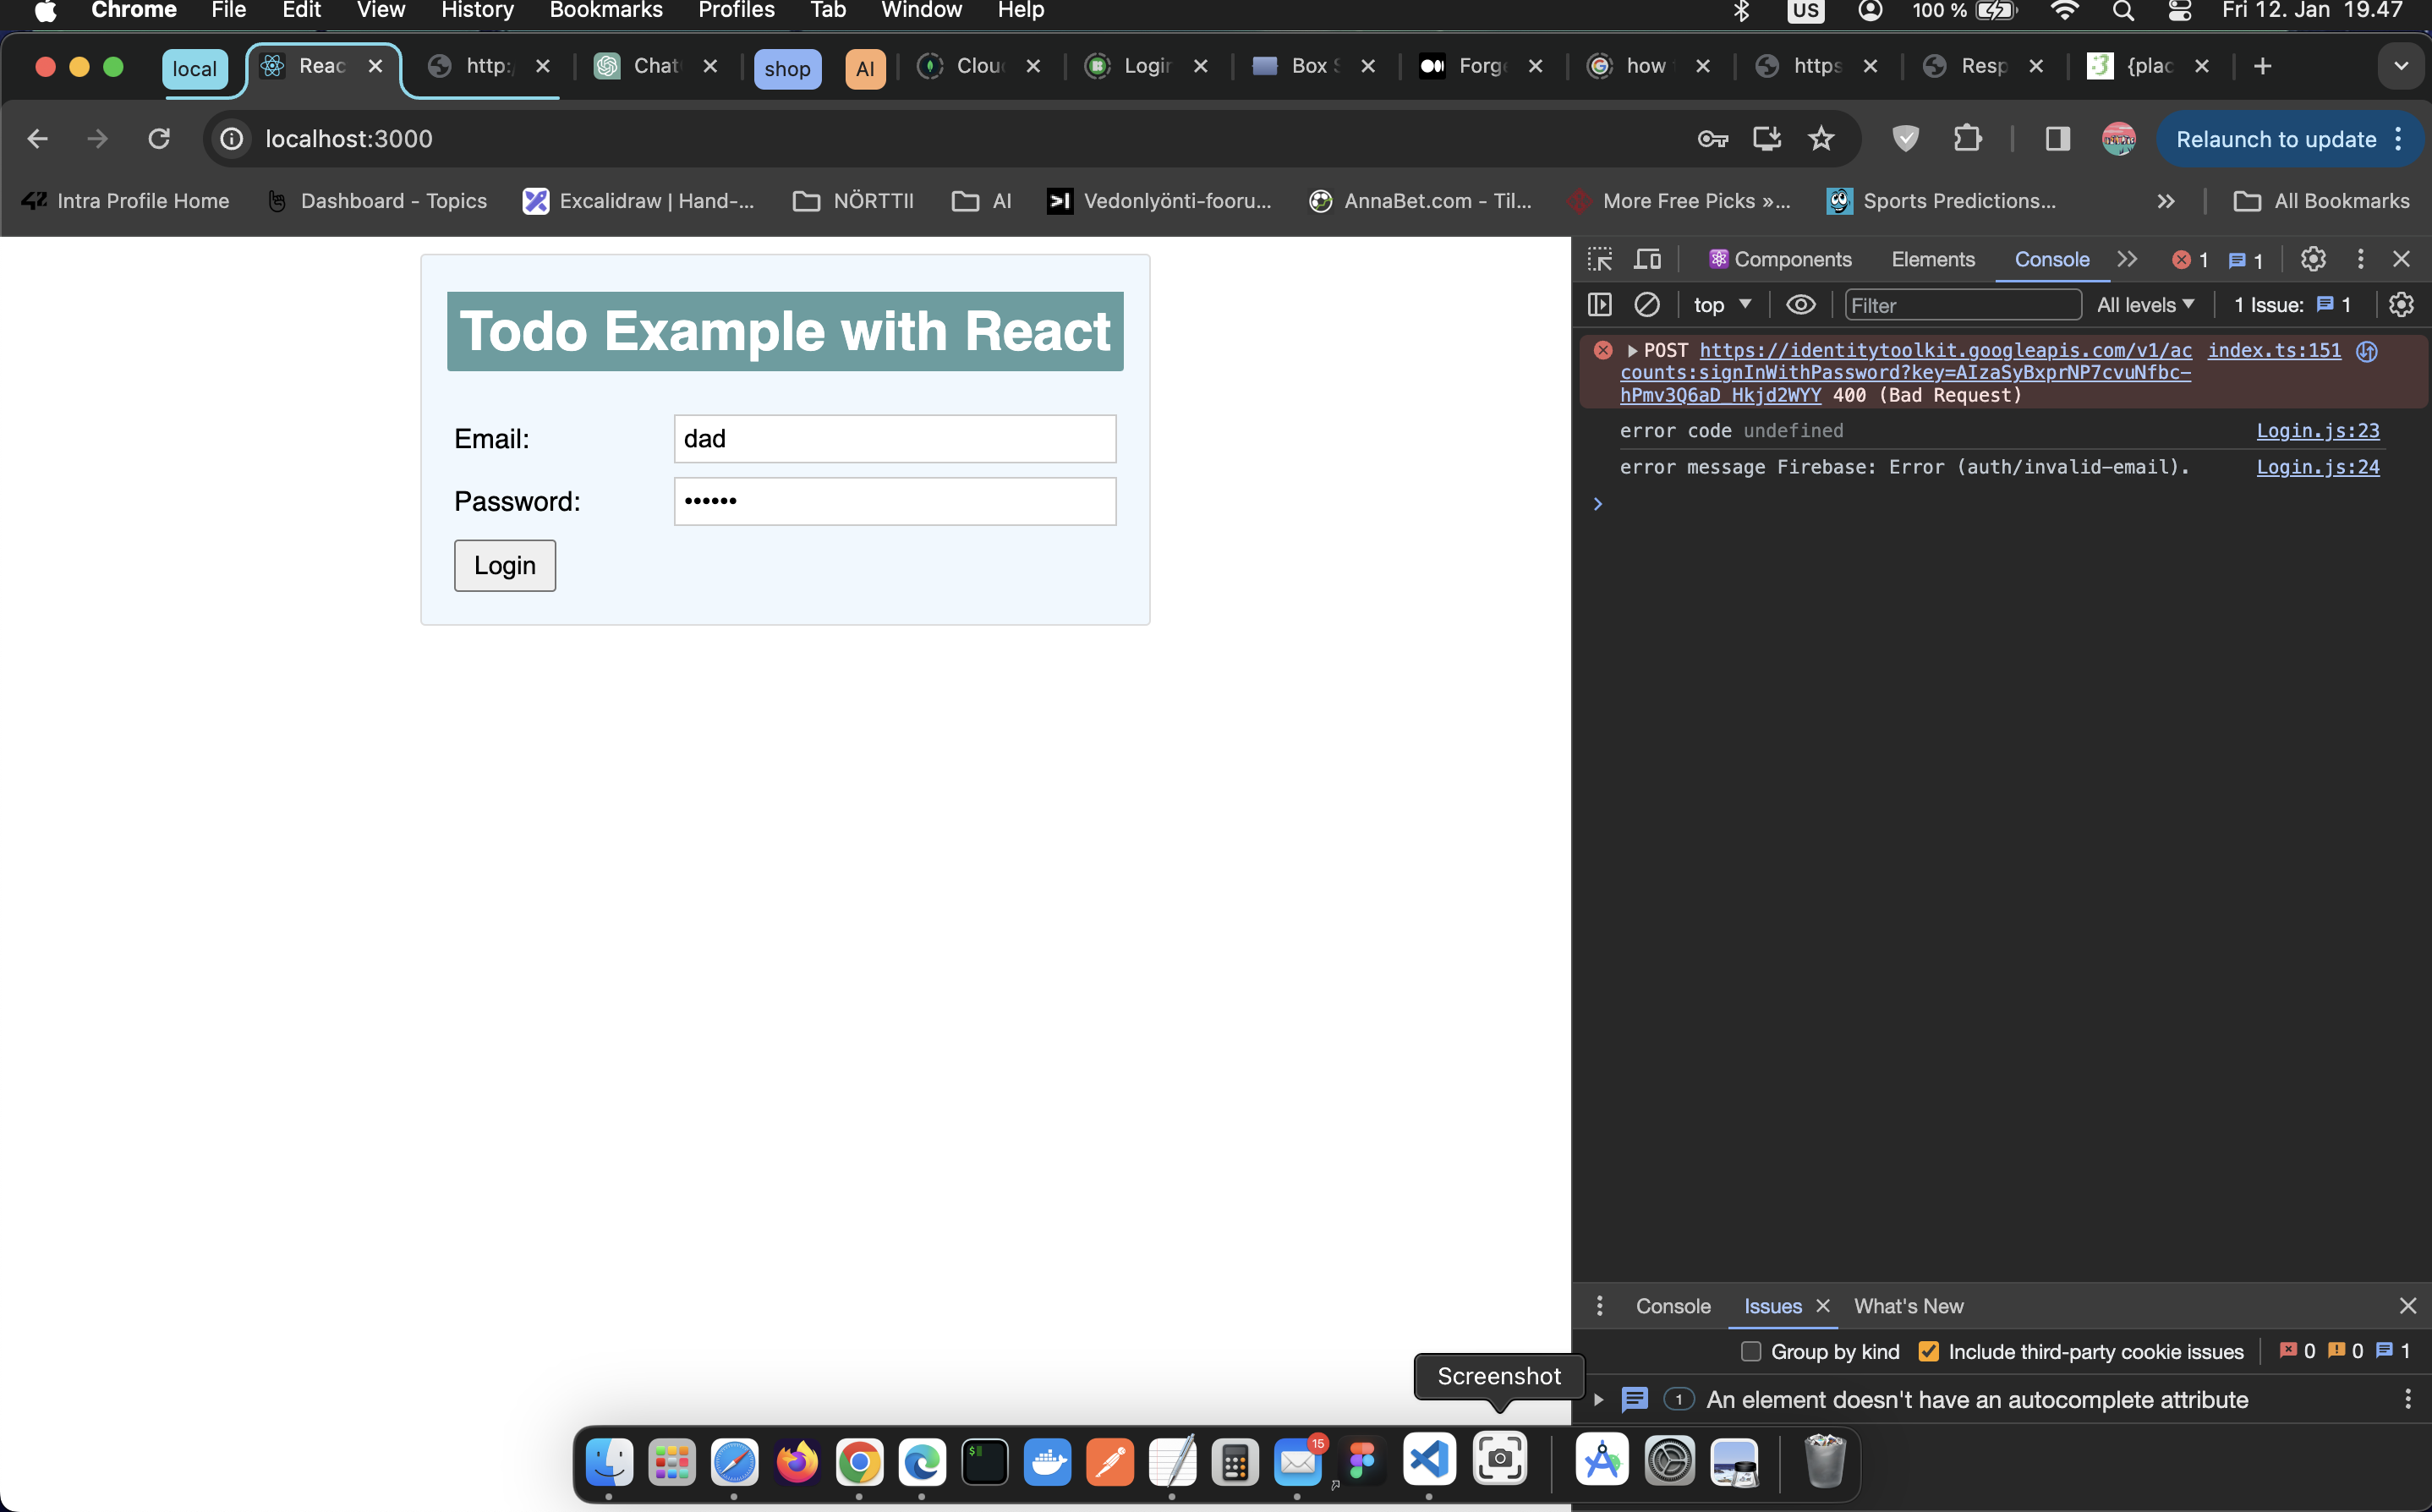 Chrome File Edit View History Bookmarks Profiles Tab Window Help US 100 % Fri 12. Jan 19.47
local Reac http:/ Chat shop AI Clou Login Box S Forge how https Resp {plac
localhost:3000 Relaunch to update
Intra Profile Home Dashboard - Topics Excalidraw | Hand-... NÖRTTII AI Vedonlyönti-fooru... AnnaBet.com - Til... More Free Picks »... Sports Predictions... » All Bookmarks
Todo Example with React
Email: dad
Password: ••••••
Login
Components Elements Console 1 1
top Filter All levels 1 Issue: 1
POST https://identitytoolkit.googleapis.com/v1/ac index.ts:151
counts:signInWithPassword?key=AIzaSyBxprNP7cvuNfbc-
hPmv3Q6aD_Hkjd2WYY 400 (Bad Request)
error code undefined Login.js:23
error message Firebase: Error (auth/invalid-email). Login.js:24
Console Issues What's New
Group by kind Include third-party cookie issues 0 0 1
1 An element doesn't have an autocomplete attribute
Screenshot
15